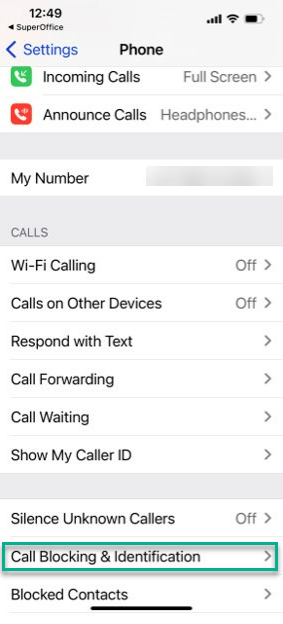 12:49
SuperOffice
Settings
Phone
Incoming Calls Full Screen
Announce Calls Headphones...
My Number
CALLS
Wi-Fi Calling Off
Calls on Other Devices Off
Respond with Text
Call Forwarding
Call Waiting
Show My Caller ID
Silence Unknown Callers Off
Call Blocking & Identification
Blocked Contacts